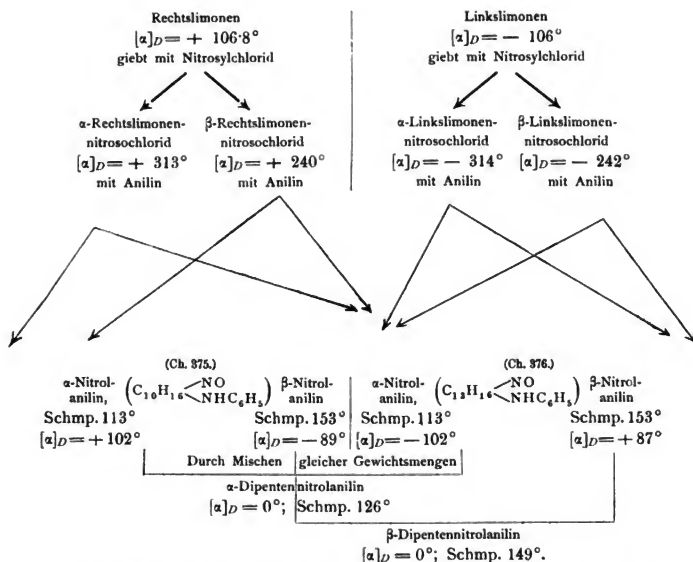 Rechtslimonen
[α]D = + 106·8°
giebt mit Nitrosylchlorid
Linkslimonen
[α]D = — 106°
giebt mit Nitrosylchlorid
α-Rechtslimonen-
nitrosochlorid
[α]D = + 313°
mit Anilin
β-Rechtslimonen-
nitrosochlorid
[α]D = + 240°
mit Anilin
α-Linkslimonen-
nitrosochlorid
[α]D = — 314°
mit Anilin
β-Linkslimonen-
nitrosochlorid
[α]D = — 242°
mit Anilin
(Ch. 375.)
α-Nitrol-
anilin,
Schmp. 113°
[α]D = + 102°
(C10H16<NO NHC6H5)
β-Nitrol-
anilin
Schmp. 153°
[α]D = — 89°
(Ch. 376.)
α-Nitrol-
anilin,
Schmp. 113°
[α]D = — 102°
(C13H16<NO NHC6H5)
β-Nitrol-
anilin
Schmp. 153°
[α]D = + 87°
Durch Mischen gleicher Gewichtsmengen
α-Dipentennitrolanilin
[α]D = 0°; Schmp. 126°
β-Dipentennitrolanilin
[α]D = 0°; Schmp. 149°.